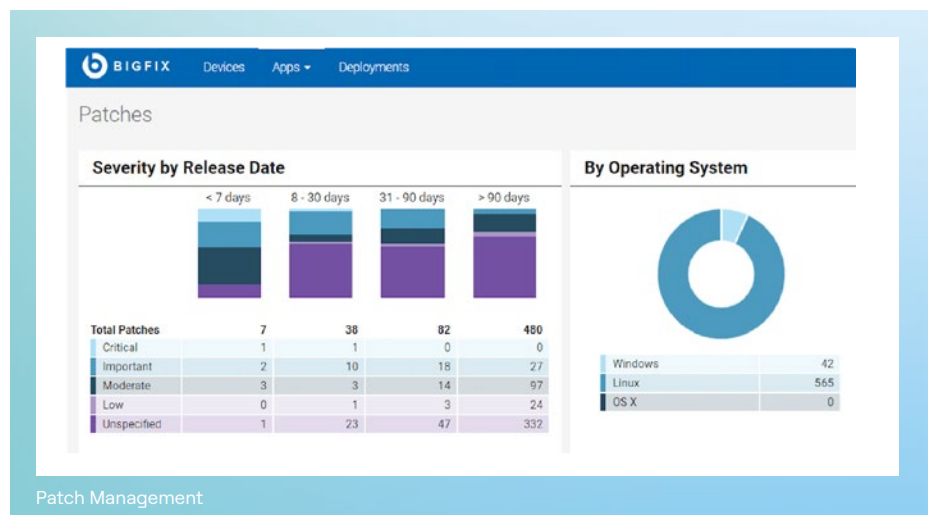 BIGFIX Devices Apps Deployments
Patches
Severity by Release Date
< 7 days 8 - 30 days 31 - 90 days > 90 days
Total Patches 7 38 82 480
Critical 1 1 0 0
Important 2 10 18 27
Moderate 3 3 14 97
Low 0 1 3 24
Unspecified 1 23 47 332
By Operating System
Windows 42
Linux 565
OS X 0
Patch Management